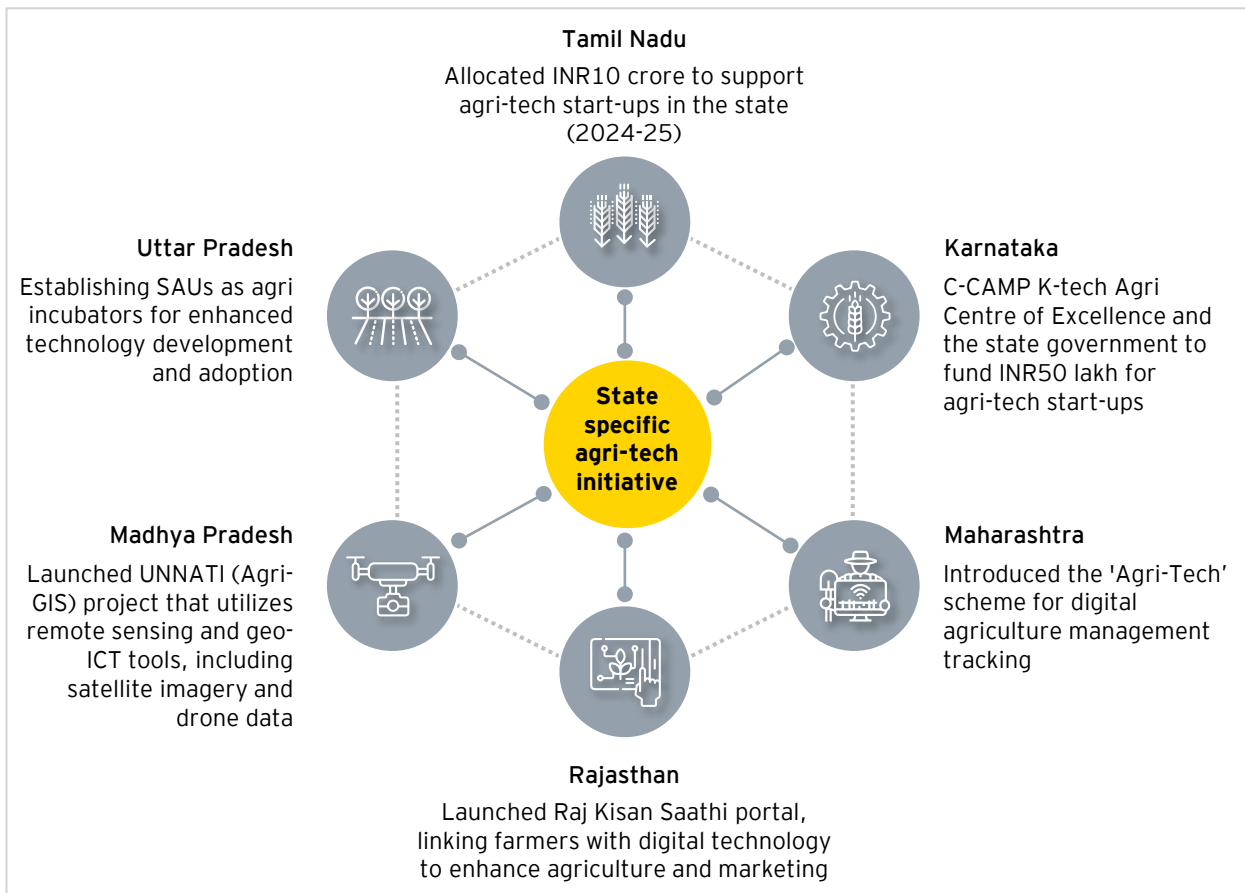 Tamil Nadu
Allocated INR10 crore to support
agri-tech start-ups in the state
(2024-25)
Uttar Pradesh
Establishing SAUs as agri
incubators for enhanced
technology development
and adoption
Karnataka
C-CAMP K-tech Agri
Centre of Excellence and
the state government to
fund INR50 lakh for
agri-tech start-ups
State
specific
agri-tech
initiative
Madhya Pradesh
Launched UNNATI (Agri-
GIS) project that utilizes
remote sensing and geo-
ICT tools, including
satellite imagery and
drone data
Maharashtra
Introduced the 'Agri-Tech’
scheme for digital
agriculture management
tracking
Rajasthan
Launched Raj Kisan Saathi portal,
linking farmers with digital technology
to enhance agriculture and marketing